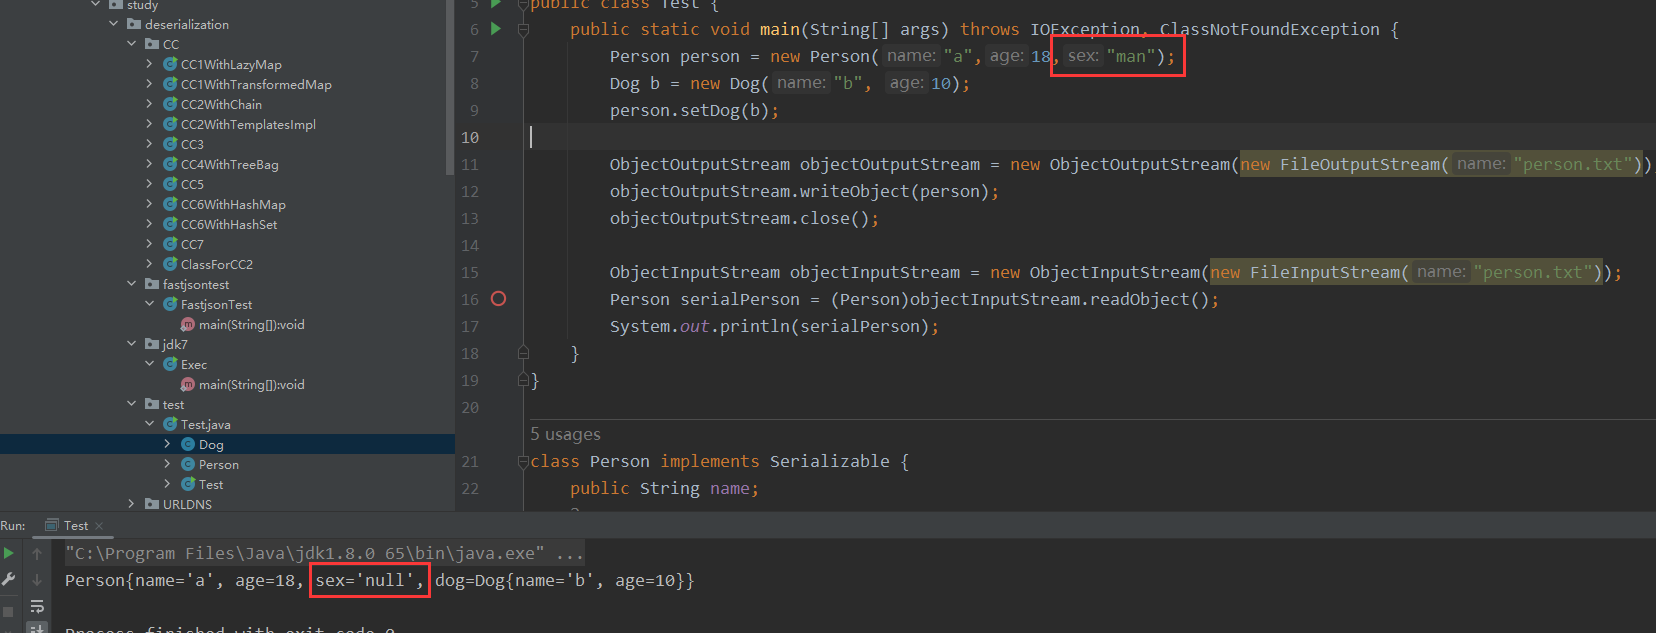 study
deserialization
CC
CC1WithLazyMap
CC1WithTransformedMap
CC2WithChain
CC2WithTemplatesImpl
CC3
CC4WithTreeBag
CC5
CC6WithHashMap
CC6WithHashSet
CC7
ClassForCC2
fastjsontest
FastjsonTest
main(String[]):void
jdk7
Exec
main(String[]):void
test
Test.java
Dog
Person
Test
URLDNS
5 public class Test {
6 public static void main(String[] args) throws IOException, ClassNotFoundException {
7 Person person = new Person( name: "a", age: 18, sex: "man");
8 Dog b = new Dog( name: "b", age: 10);
9 person.setDog(b);
10
11 ObjectOutputStream objectOutputStream = new ObjectOutputStream(new FileOutputStream( name: "person.txt"))
12 objectOutputStream.writeObject(person);
13 objectOutputStream.close();
14
15 ObjectInputStream objectInputStream = new ObjectInputStream(new FileInputStream( name: "person.txt"));
16 Person serialPerson = (Person)objectInputStream.readObject();
17 System.out.println(serialPerson);
18 }
19 }
20
5 usages
21 class Person implements Serializable {
22 public String name;
Run: Test
"C:\Program Files\Java\jdk1.8.0_65\bin\java.exe" ...
Person{name='a', age=18, sex='null', dog=Dog{name='b', age=10}}
Process finished with exit code 0